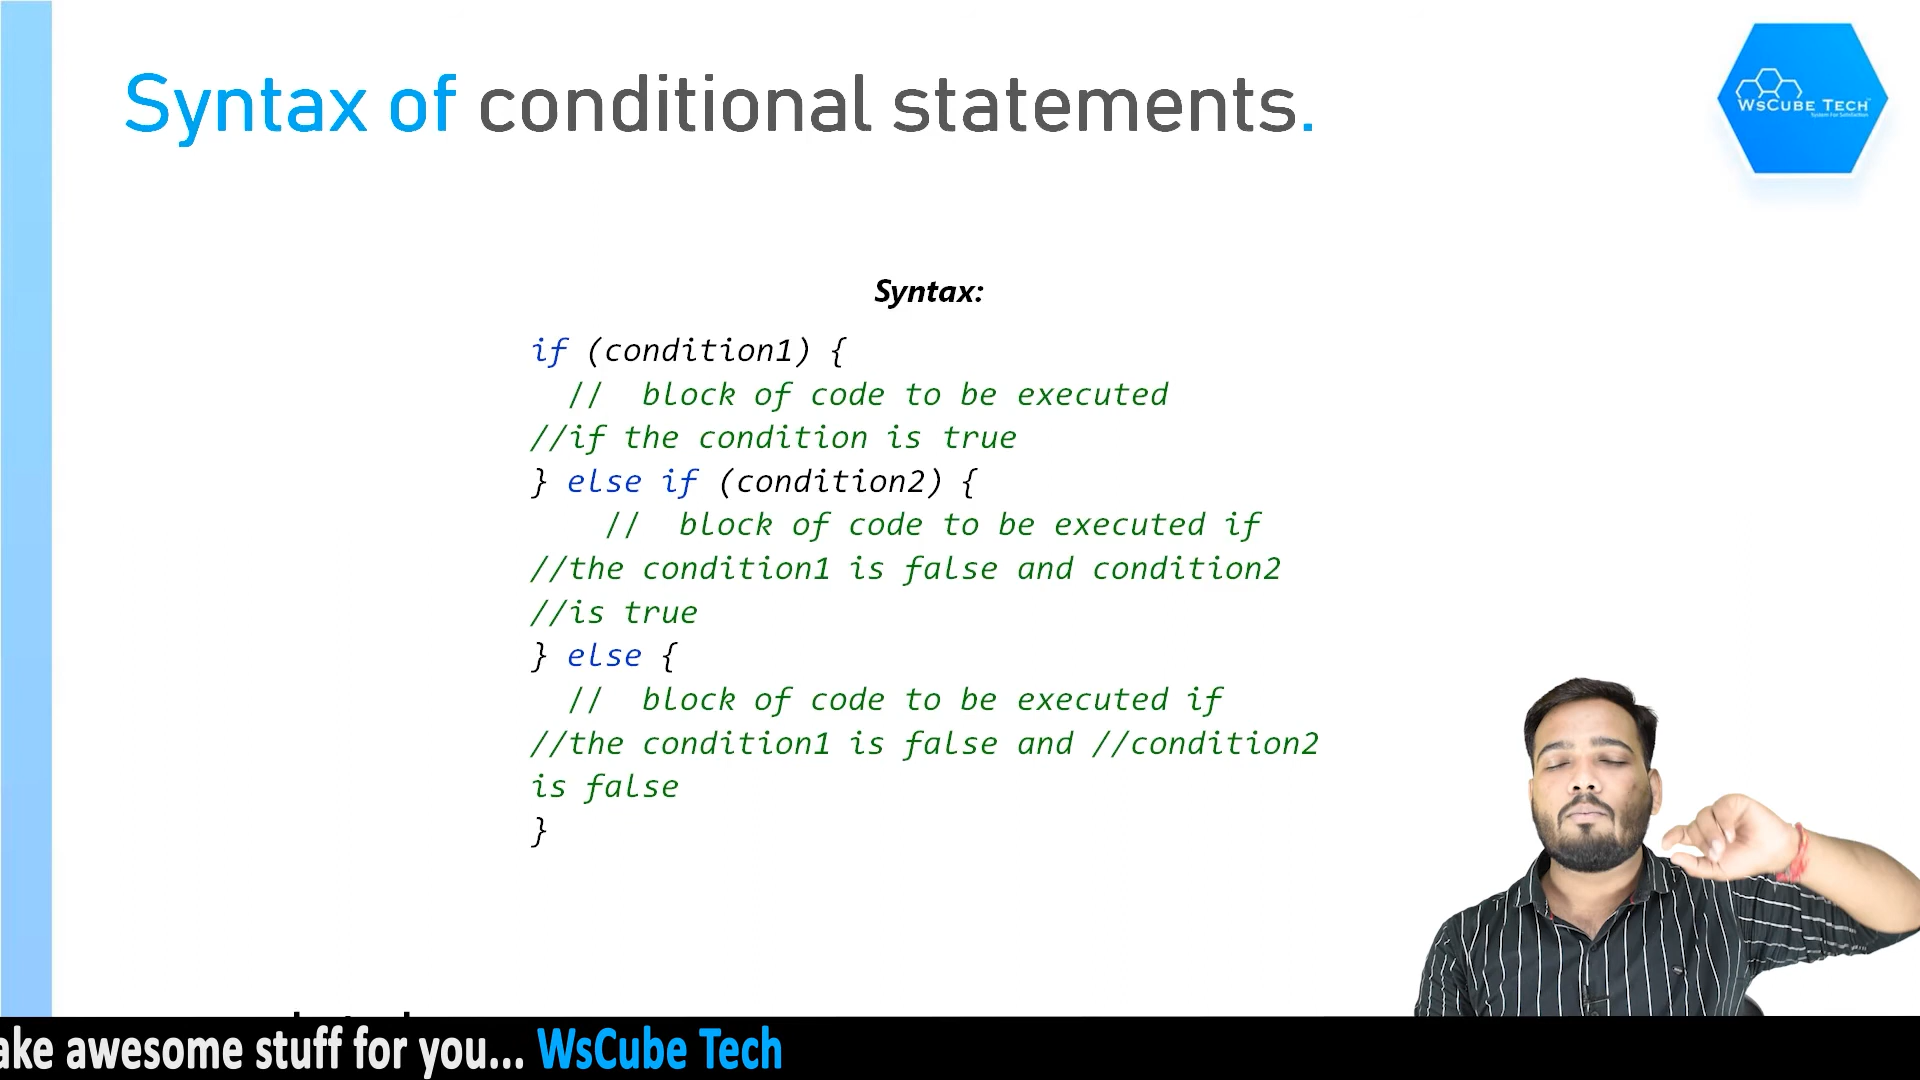 Syntax of conditional statements.
WsCube Tech
System For Satisfaction
Syntax:
if (condition1) {
//  block of code to be executed
//if the condition is true
} else if (condition2) {
//  block of code to be executed if
//the condition1 is false and condition2
//is true
} else {
//  block of code to be executed if
//the condition1 is false and //condition2
is false
}
ake awesome stuff for you... WsCube Tech